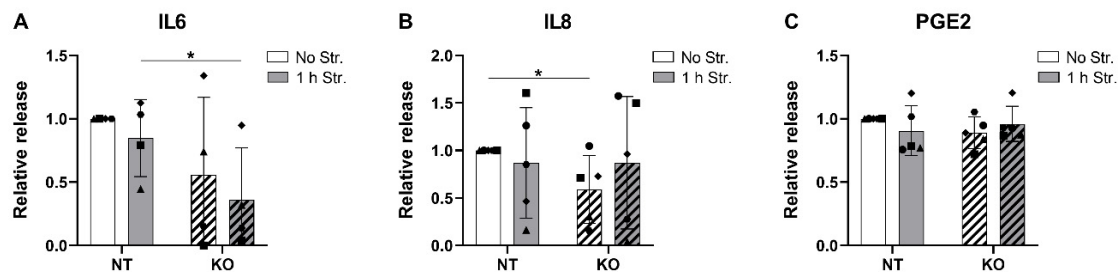 A IL6
Relative release
1.5
1.0
0.5
0.0
*
No Str.
1 h Str.
NT KO
B IL8
Relative release
2.0
1.5
1.0
0.5
0.0
*
No Str.
1 h Str.
NT KO
C PGE2
Relative release
1.5
1.0
0.5
0.0
No Str.
1 h Str.
NT KO